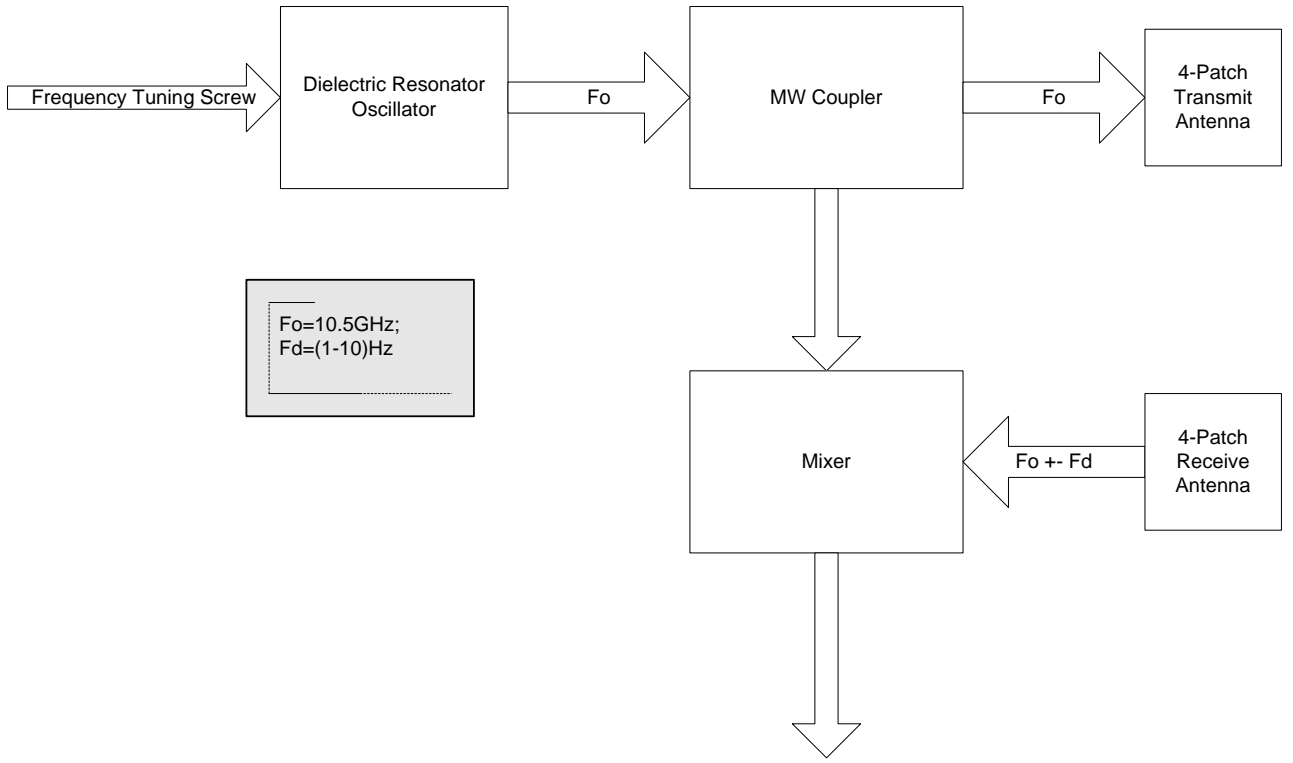 Frequency Tuning Screw
Dielectric Resonator
Oscillator
Fo
MW Coupler
Fo
4-Patch
Transmit
Antenna
Fo=10.5GHz;
Fd=(1-10)Hz
Mixer
Fo +- Fd
4-Patch
Receive
Antenna